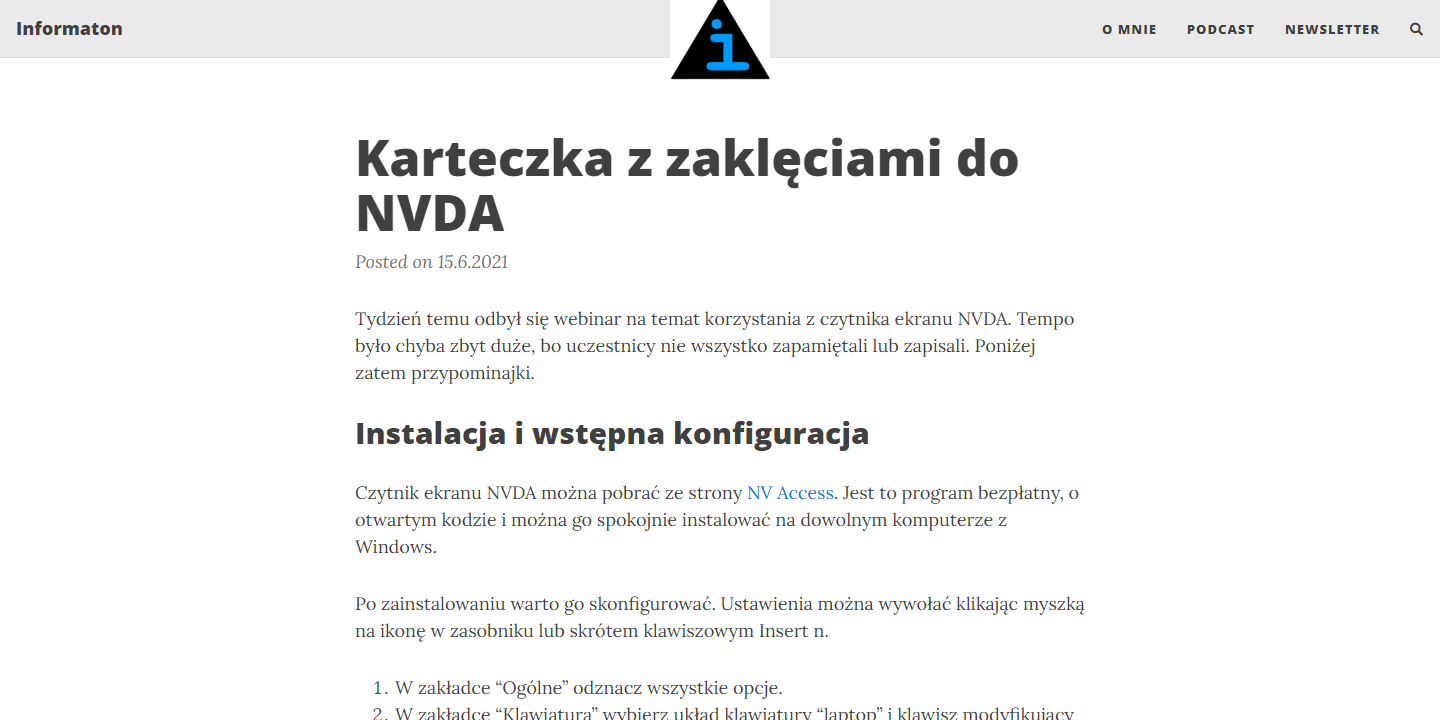 Informaton
i
O MNIE
PODCAST
NEWSLETTER
Karteczka z zaklęciami do
NVDA
Posted on 15.6.2021
Tydzień temu odbył się webinar na temat korzystania z czytnika ekranu NVDA. Tempo
było chyba zbyt duże, bo uczestnicy nie wszystko zapamiętali lub zapisali. Poniżej
zatem przypominajki.
Instalacja i wstępna konfiguracja
Czytnik ekranu NVDA można pobrać ze strony NV Access. Jest to program bezpłatny, o
otwartym kodzie i można go spokojnie instalować na dowolnym komputerze z
Windows.
Po zainstalowaniu warto go skonfigurować. Ustawienia można wywołać klikając myszką
na ikonę w zasobniku lub skrótem klawiszowym Insert n.
1. W zakładce “Ogólne” odznacz wszystkie opcje.
2. W zakładce “Klawiatura” wybierz układ klawiatury “laptop” i klawisz modyfikujący